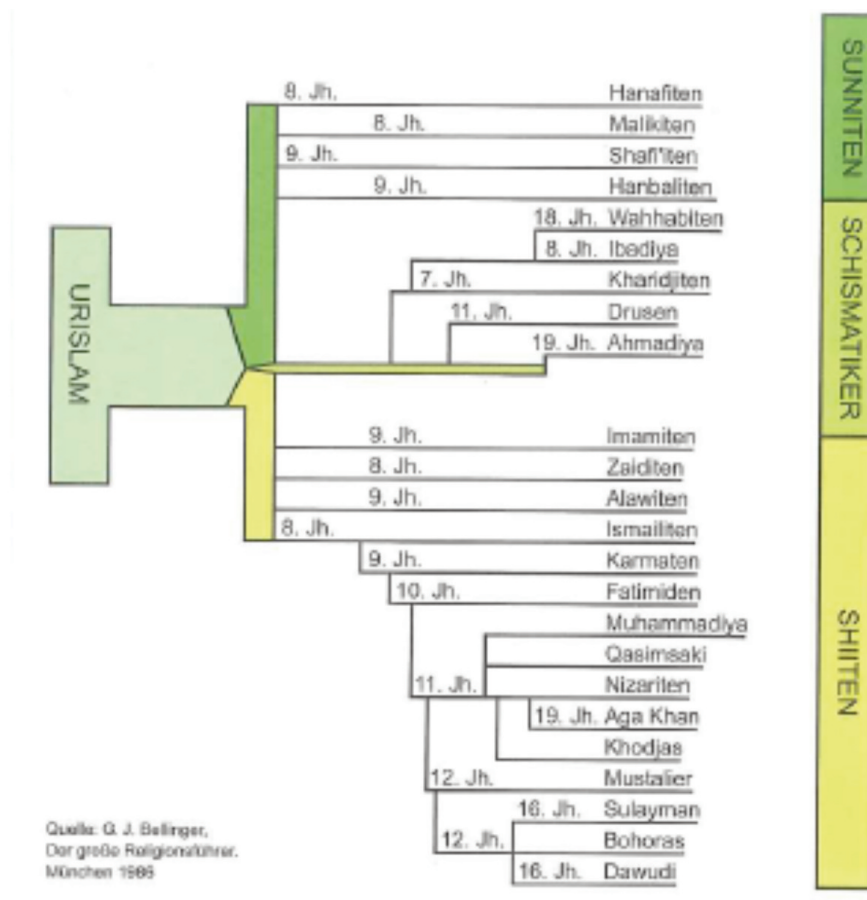 8. Jh. Hanafiten
8. Jh. Malikiten
9. Jh. Shafi'iten
9. Jh. Hanbaliten
18. Jh. Wahhabiten
8. Jh. Ibadiya
7. Jh. Kharidjiten
11. Jh. Drusen
19. Jh. Ahmadiya
URISLAM
9. Jh. Imamiten
8. Jh. Zaiditen
9. Jh. Alawiten
8. Jh. Ismailiten
9. Jh. Karmaten
10. Jh. Fatimiden
Muhammadiya
Qasimsaki
11. Jh. Nizariten
19. Jh. Aga Khan
Khodjas
12. Jh. Mustalier
16. Jh. Sulayman
12. Jh. Bohoras
16. Jh. Dawudi
SUNNITEN
SCHISMATIKER
SHIITEN
Quelle: G. J. Bellinger,
Der große Religionsführer.
München 1986